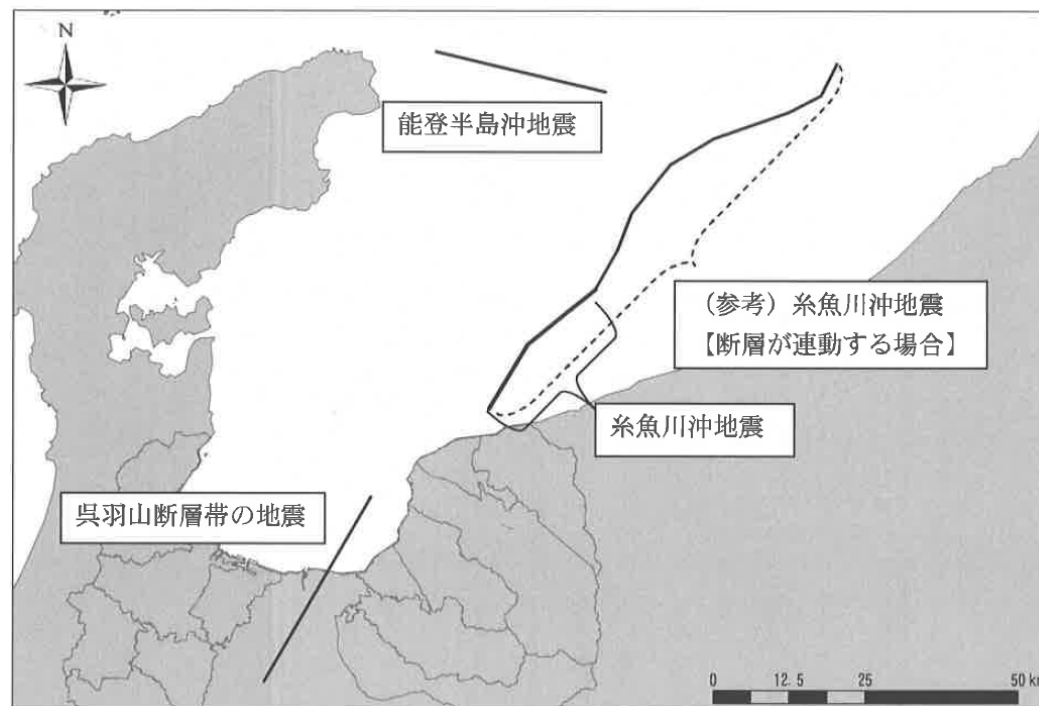 N
能登半島沖地震
（参考）糸魚川沖地震
【断層が連動する場合】
糸魚川沖地震
呉羽山断層帯の地震
0 12.5 25 50 km